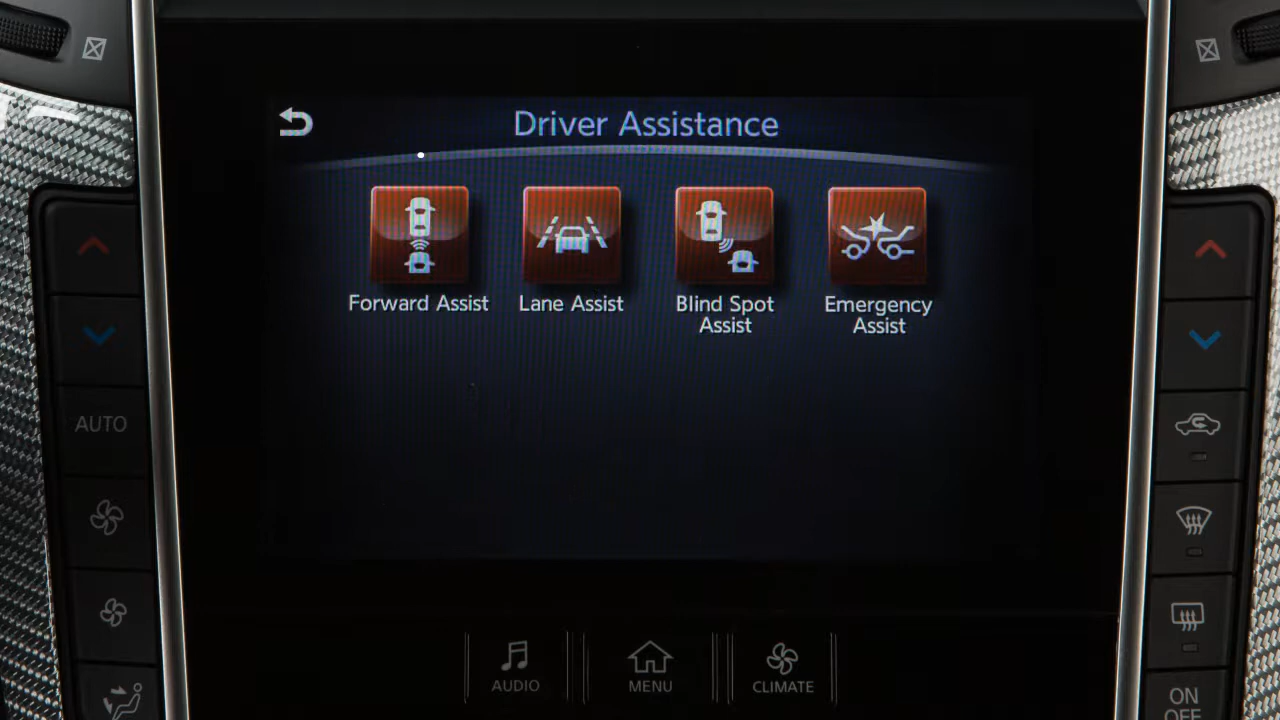 Driver Assistance
Forward Assist
Lane Assist
Blind Spot
Assist
Emergency
Assist
AUTO
AUDIO
MENU
CLIMATE
ON
OFF